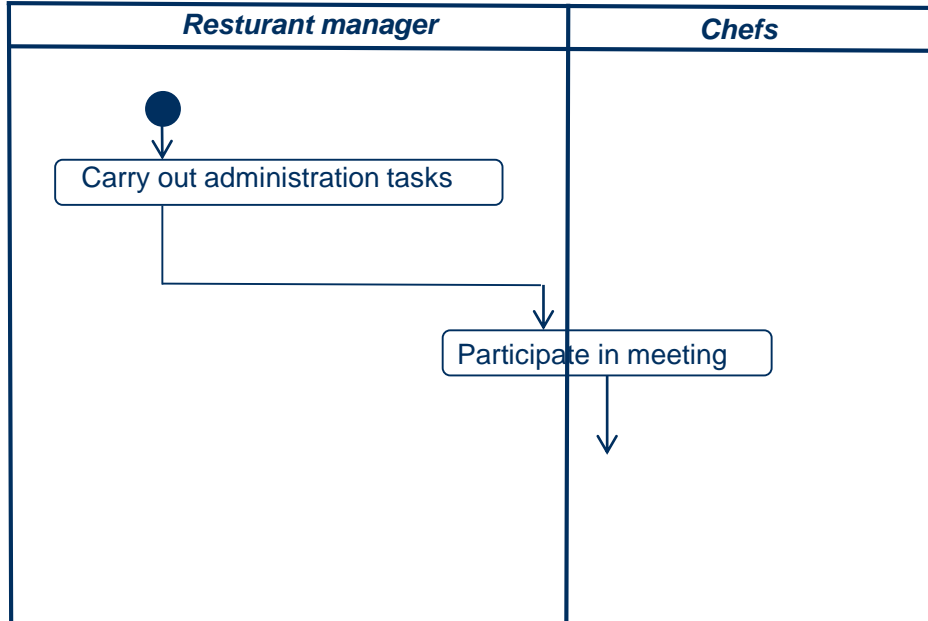 Resturant manager
Chefs
Carry out administration tasks
Participate in meeting